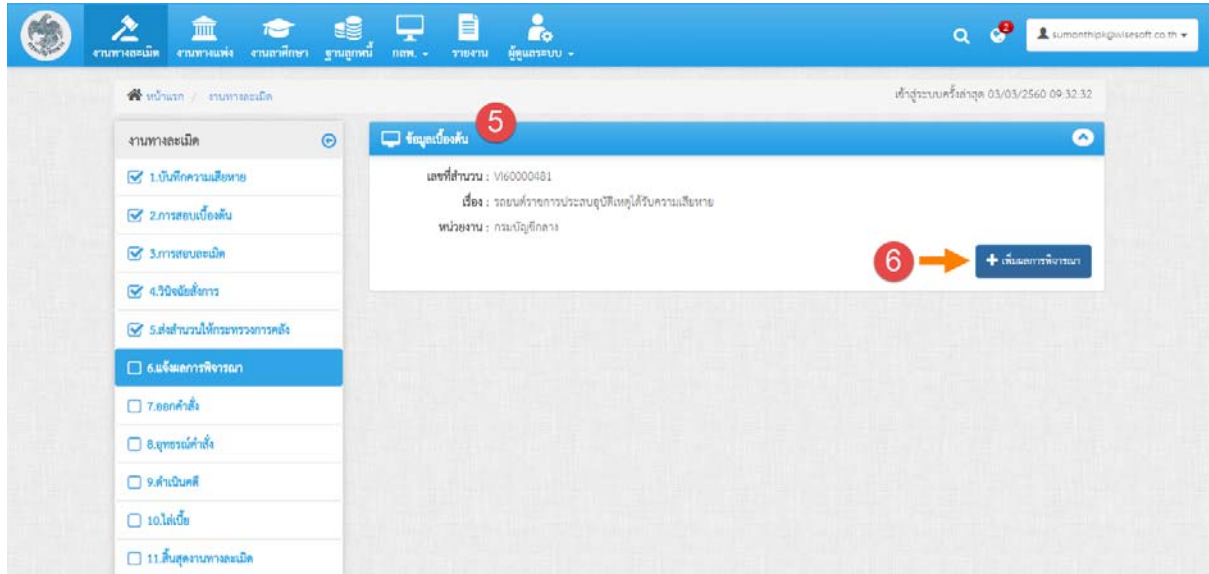 งานทางละเมิด งานทางแพ่ง งานลาศึกษา ฐานลูกหนี้ กลพ. รายงาน ผู้ดูแลระบบ
2
sumonthipk@wisesoft.co.th
หน้าแรก / งานทางละเมิด
เข้าสู่ระบบครั้งล่าสุด 03/03/2560 09:32:32
งานทางละเมิด
1.บันทึกความเสียหาย
2.การสอบเบื้องต้น
3.การสอบละเมิด
4.วินิจฉัยสั่งการ
5.ส่งสำนวนให้กระทรวงการคลัง
6.แจ้งผลการพิจารณา
7.ออกคำสั่ง
8.อุทธรณ์คำสั่ง
9.ดำเนินคดี
10.ไล่เบี้ย
11.สิ้นสุดงานทางละเมิด
ข้อมูลเบื้องต้น
5
เลขที่สำนวน : VI60000481
เรื่อง : รถยนต์ราชการประสบอุบัติเหตุได้รับความเสียหาย
หน่วยงาน : กรมบัญชีกลาง
6
+ เพิ่มผลการพิจารณา